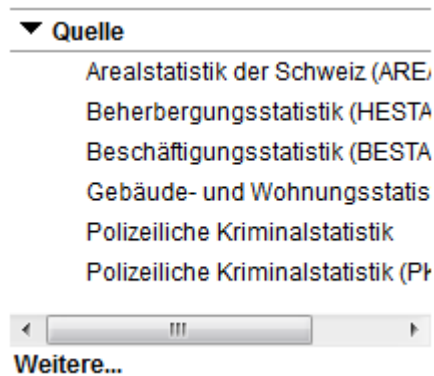 Quelle
Arealstatistik der Schweiz (ARE
Beherbergungsstatistik (HESTA
Beschäftigungsstatistik (BESTA
Gebäude- und Wohnungsstatis
Polizeiliche Kriminalstatistik
Polizeiliche Kriminalstatistik (P
Weitere...